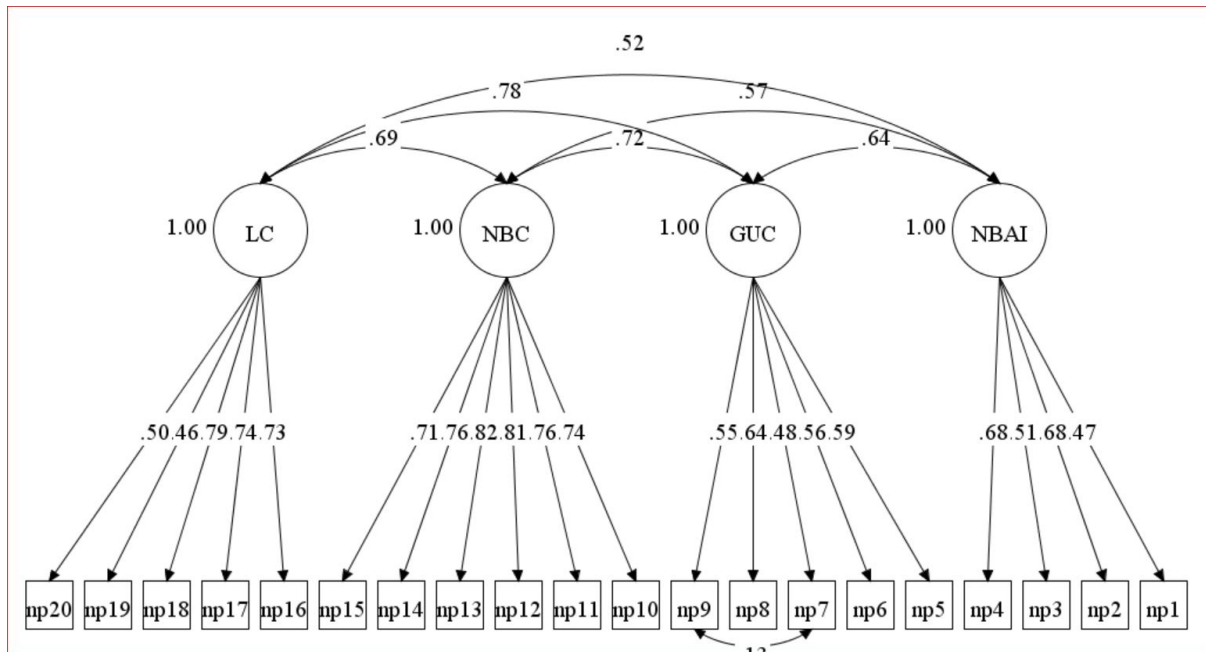 .52
.78 .57
.69 .72 .64
1.00 LC 1.00 NBC 1.00 GUC 1.00 NBAI
.50 .46 .79 .74 .73 .71 .76 .82 .81 .76 .74 .55 .64 .48 .56 .59 .68 .51 .68 .47
np20 np19 np18 np17 np16 np15 np14 np13 np12 np11 np10 np9 np8 np7 np6 np5 np4 np3 np2 np1